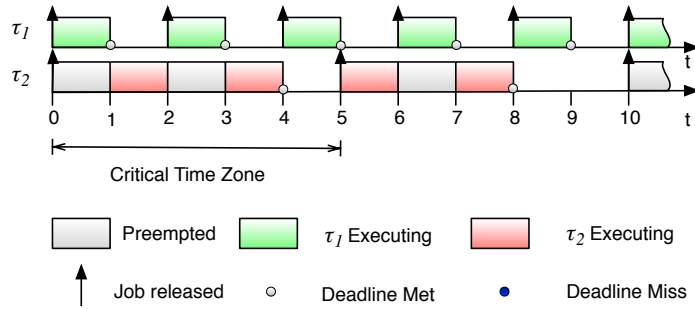 τ1
t
τ2
0 1 2 3 4 5 6 7 8 9 10 t
Critical Time Zone
Preempted τ1 Executing τ2 Executing
Job released Deadline Met Deadline Miss